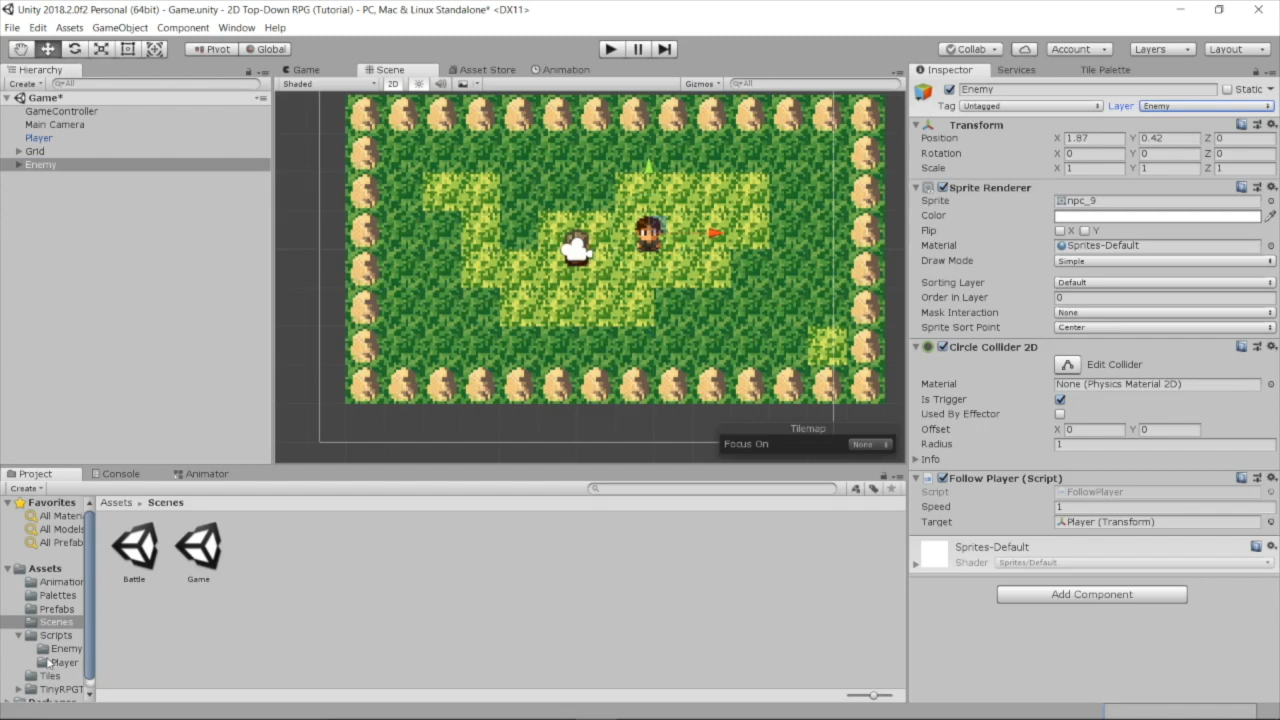 Unity 2018.2.0f2 Personal (64bit) - Game.unity - 2D Top-Down RPG (Tutorial) - PC, Mac & Linux Standalone* <DX11>
File Edit Assets GameObject Component Window Help
Pivot Global Collab Account Layers Layout
Hierarchy
Create All
Game*
GameController
Main Camera
Player
Grid
Enemy
Game Scene Asset Store Animation
Shaded 2D Gizmos All
Tilemap
Focus On None
Inspector Services Tile Palette
Enemy Static
Tag Untagged Layer Enemy
Transform
Position X 1.87 Y 0.42 Z 0
Rotation X 0 Y 0 Z 0
Scale X 1 Y 1 Z 1
Sprite Renderer
Sprite npc_9
Color
Flip X Y
Material Sprites-Default
Draw Mode Simple
Sorting Layer Default
Order in Layer 0
Mask Interaction None
Sprite Sort Point Center
Circle Collider 2D
Edit Collider
Material None (Physics Material 2D)
Is Trigger
Used By Effector
Offset X 0 Y 0
Radius 1
Info
Follow Player (Script)
Script FollowPlayer
Speed 1
Target Player (Transform)
Sprites-Default
Shader Sprites/Default
Add Component
Project Console Animator
Create
Favorites
All Materi
All Models
All Prefab
Assets
Animation
Palettes
Prefabs
Scenes
Scripts
Enemy
Player
Tiles
TinyRPGT
Assets Scenes
Battle Game